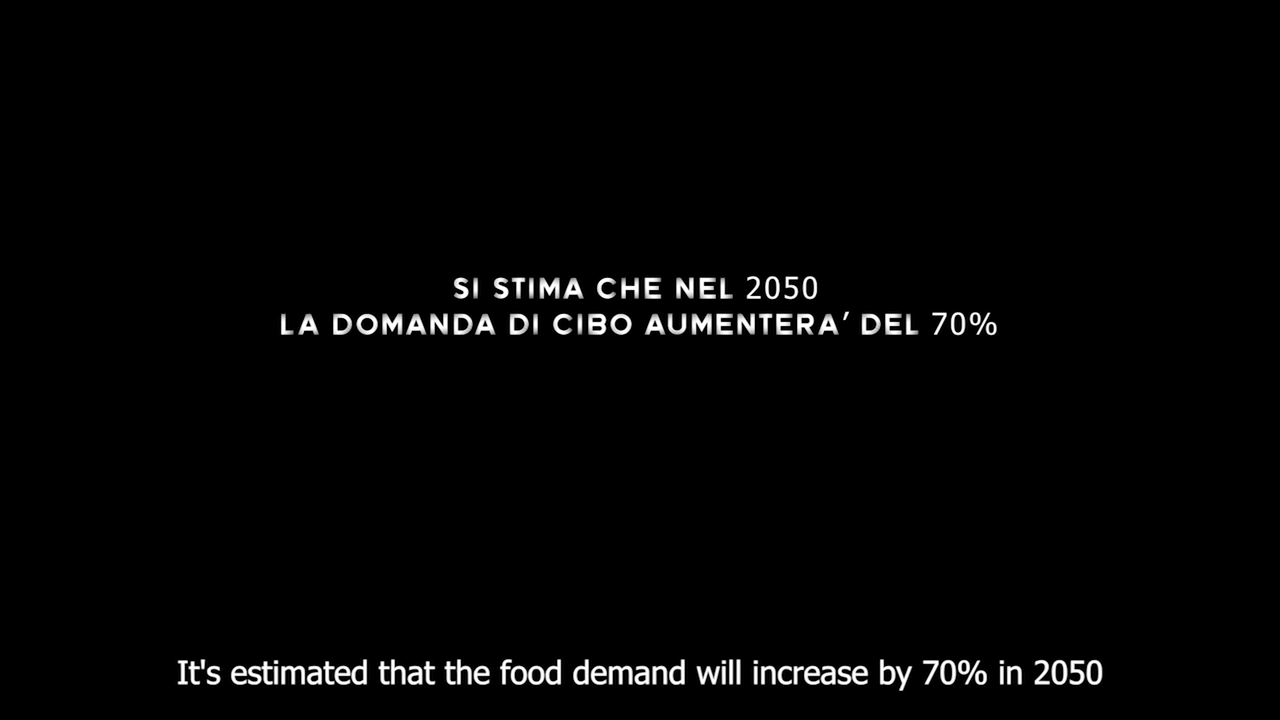 SI STIMA CHE NEL 2050
LA DOMANDA DI CIBO AUMENTERA’ DEL 70%
It's estimated that the food demand will increase by 70% in 2050